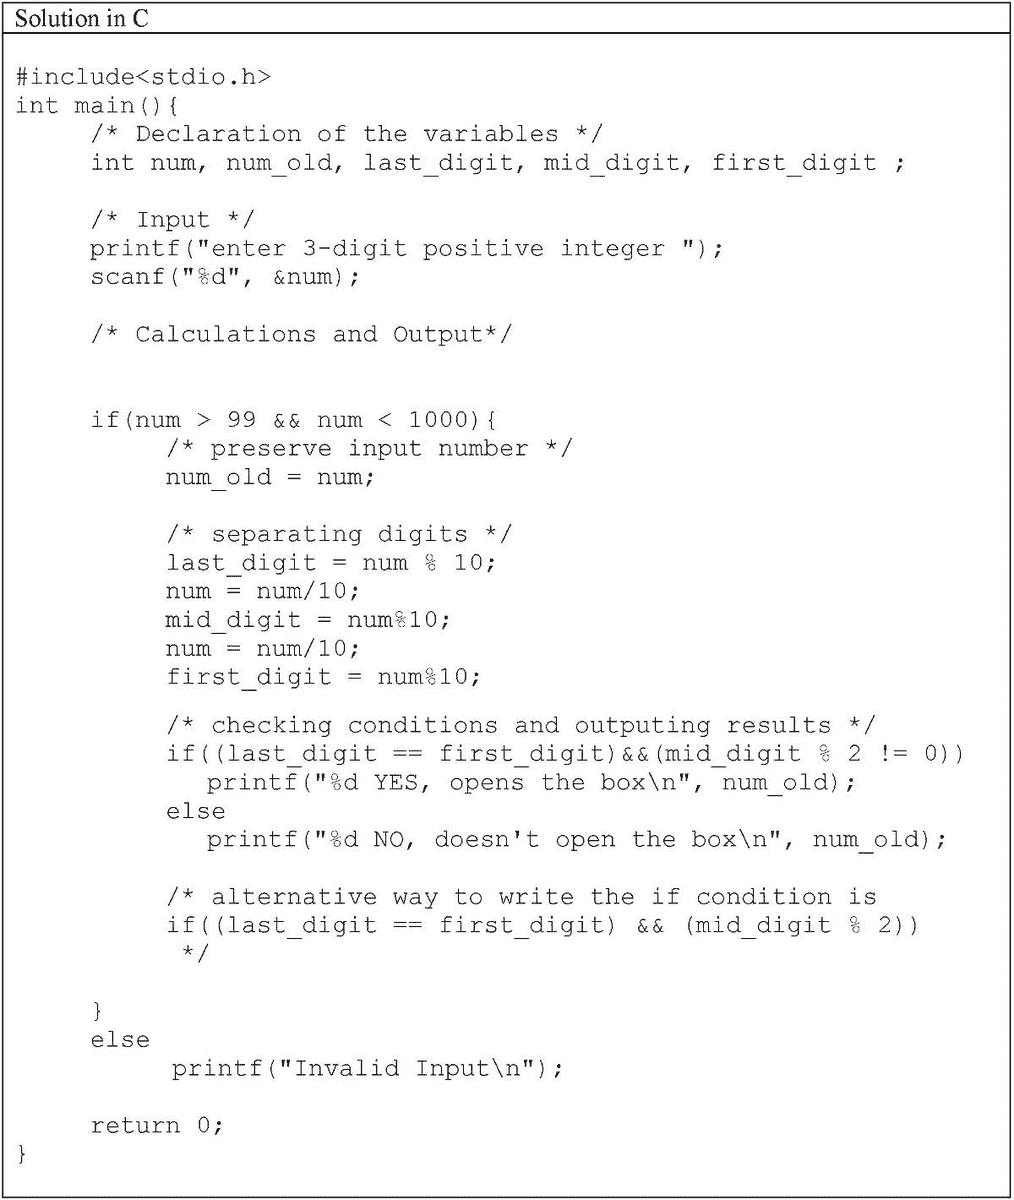 Solution in C
#include<stdio.h>
int main(){
/* Declaration of the variables */
int num, num_old, last_digit, mid_digit, first_digit ;
/* Input */
printf("enter 3-digit positive integer ");
scanf("%d", &num);
/* Calculations and Output*/
if(num > 99 && num < 1000){
/* preserve input number */
num_old = num;
/* separating digits */
last_digit = num % 10;
num = num/10;
mid_digit = num%10;
num = num/10;
first_digit = num%10;
/* checking conditions and outputing results */
if((last_digit == first_digit)&&(mid_digit % 2 != 0))
printf("%d YES, opens the box\n", num_old);
else
printf("%d NO, doesn't open the box\n", num_old);
/* alternative way to write the if condition is
if((last_digit == first_digit) && (mid_digit % 2))
*/
}
else
printf("Invalid Input\n");
return 0;
}